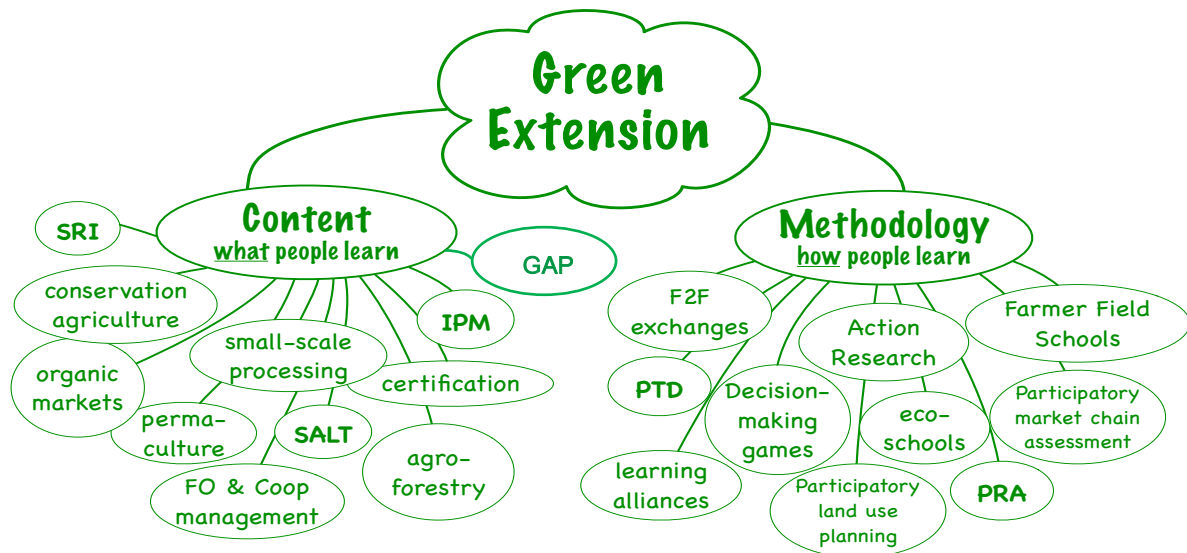 Green
Extension
Content
what people learn
SRI
GAP
conservation
agriculture
IPM
small-scale
processing
organic
markets
certification
perma-
culture
SALT
agro-
forestry
FO & Coop
management
Methodology
how people learn
F2F
exchanges
Action
Research
Farmer Field
Schools
PTD
Decision-
making
games
eco-
schools
Participatory
market chain
assessment
learning
alliances
Participatory
land use
planning
PRA